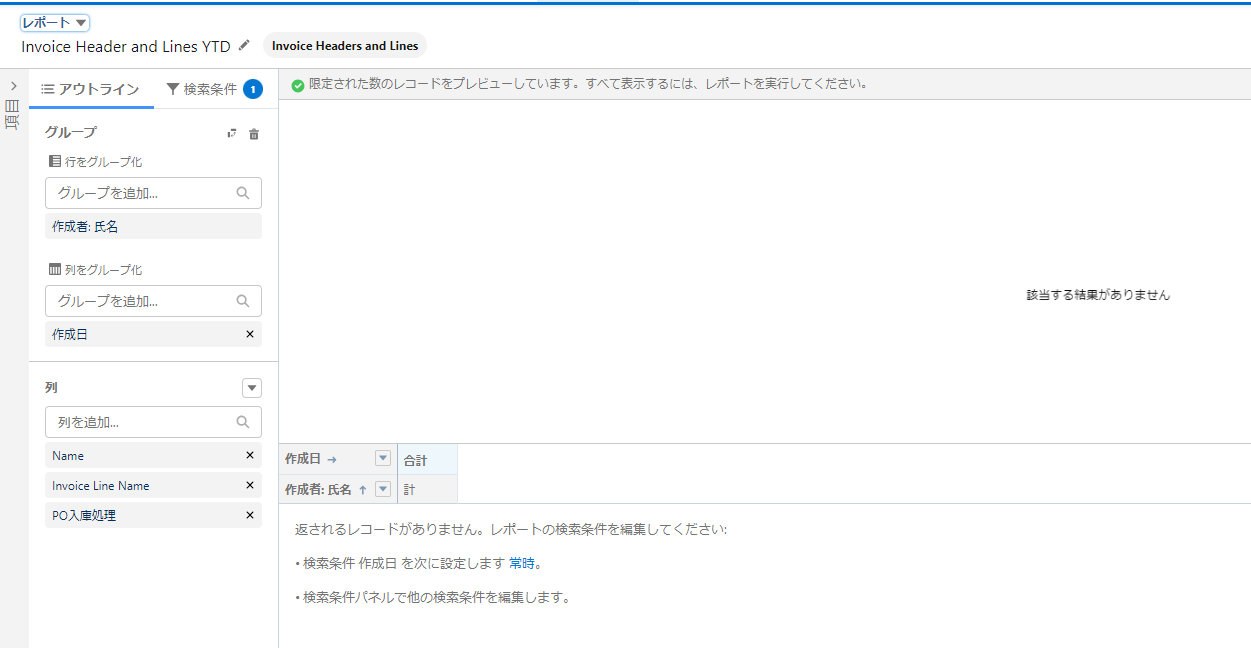 レポート
Invoice Header and Lines YTD
Invoice Headers and Lines
項目
アウトライン
検索条件 1
限定された数のレコードをプレビューしています。すべて表示するには、レポートを実行してください。
グループ
行をグループ化
グループを追加...
作成者: 氏名
列をグループ化
グループを追加...
作成日
列
列を追加...
Name
Invoice Line Name
PO入庫処理
該当する結果がありません
作成日 → 合計
作成者: 氏名 ↑ 計
返されるレコードがありません。レポートの検索条件を編集してください:
• 検索条件 作成日 を次に設定します 常時。
• 検索条件パネルで他の検索条件を編集します。